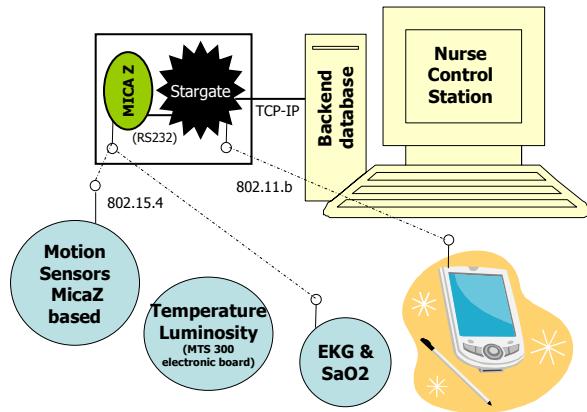 MICA Z
Stargate
(RS232)
TCP-IP
Backend
database
Nurse
Control
Station
802.15.4
802.11.b
Motion
Sensors
MicaZ
based
Temperature
Luminosity
(MTS 300
electronic board)
EKG &
SaO2